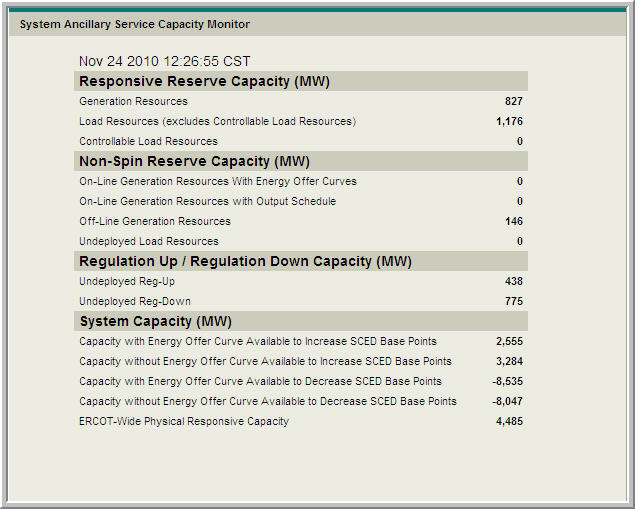 System Ancillary Service Capacity Monitor
Nov 24 2010 12:26:55 CST
Responsive Reserve Capacity (MW)
Generation Resources 827
Load Resources (excludes Controllable Load Resources) 1,176
Controllable Load Resources 0
Non-Spin Reserve Capacity (MW)
On-Line Generation Resources With Energy Offer Curves 0
On-Line Generation Resources with Output Schedule 0
Off-Line Generation Resources 146
Undeployed Load Resources 0
Regulation Up / Regulation Down Capacity (MW)
Undeployed Reg-Up 438
Undeployed Reg-Down 775
System Capacity (MW)
Capacity with Energy Offer Curve Available to Increase SCED Base Points 2,555
Capacity without Energy Offer Curve Available to Increase SCED Base Points 3,284
Capacity with Energy Offer Curve Available to Decrease SCED Base Points -8,535
Capacity without Energy Offer Curve Available to Decrease SCED Base Points -8,047
ERCOT-Wide Physical Responsive Capacity 4,485